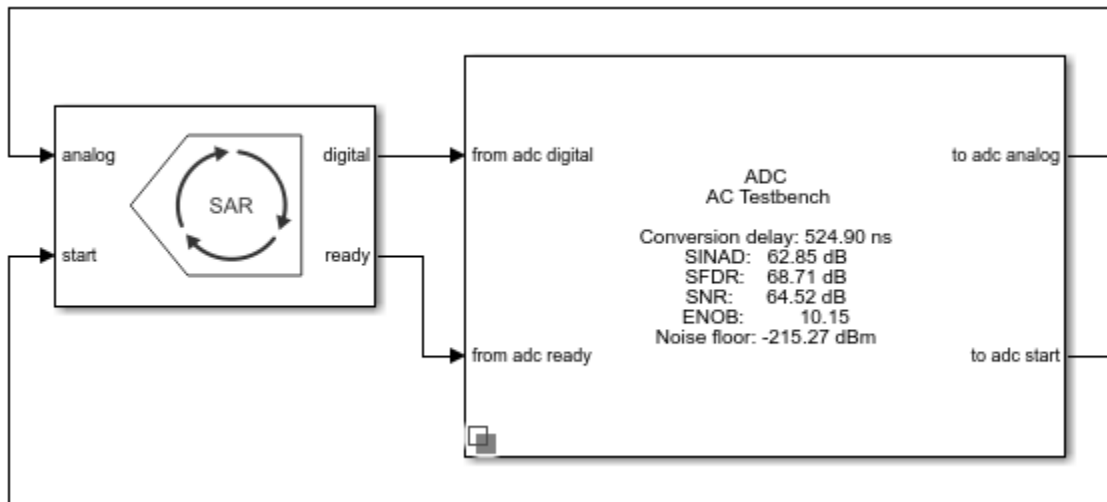 analog
start
SAR
digital
ready
from adc digital
from adc ready
ADC
AC Testbench
Conversion delay: 524.90 ns
SINAD: 62.85 dB
SFDR: 68.71 dB
SNR: 64.52 dB
ENOB: 10.15
Noise floor: -215.27 dBm
to adc analog
to adc start